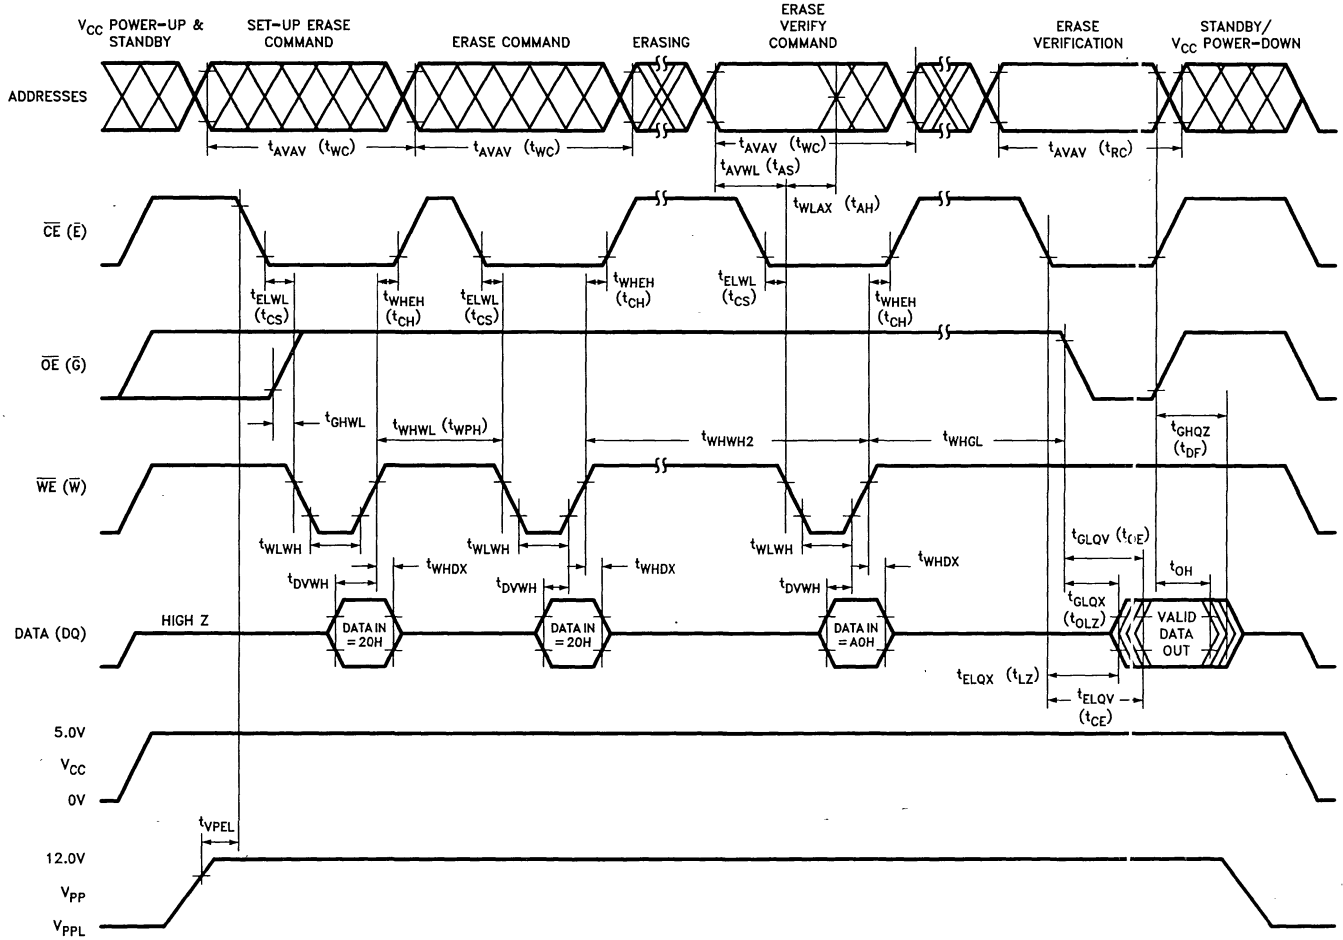 VCC POWER-UP &
STANDBY
SET-UP ERASE
COMMAND
ERASE COMMAND
ERASING
ERASE
VERIFY
COMMAND
ERASE
VERIFICATION
STANDBY/
VCC POWER-DOWN
ADDRESSES
tAVAV (tWC)
tAVAV (tWC)
tAVAV (tWC)
tAVAV (tRC)
tAVWL (tAS)
tWLAX (tAH)
CE (E)
tELWL
(tCS)
tWHEH
(tCH)
tELWL
(tCS)
tWHEH
(tCH)
tELWL
(tCS)
tWHEH
(tCH)
OE (G)
tGHWL
tWHWL (tWPH)
tWHWH2
tWHGL
tGHQZ
(tDF)
WE (W)
tWLWH
tWLWH
tWLWH
tGLQV (tOE)
tWHDX
tWHDX
tWHDX
tOH
tDVWH
tDVWH
tDVWH
tGLQX
(tOLZ)
HIGH Z
DATA (DQ)
DATA IN
= 20H
DATA IN
= 20H
DATA IN
= A0H
VALID
DATA
OUT
tELQX (tLZ)
tELQV
(tCE)
5.0V
VCC
0V
tVPEL
12.0V
VPP
VPPL